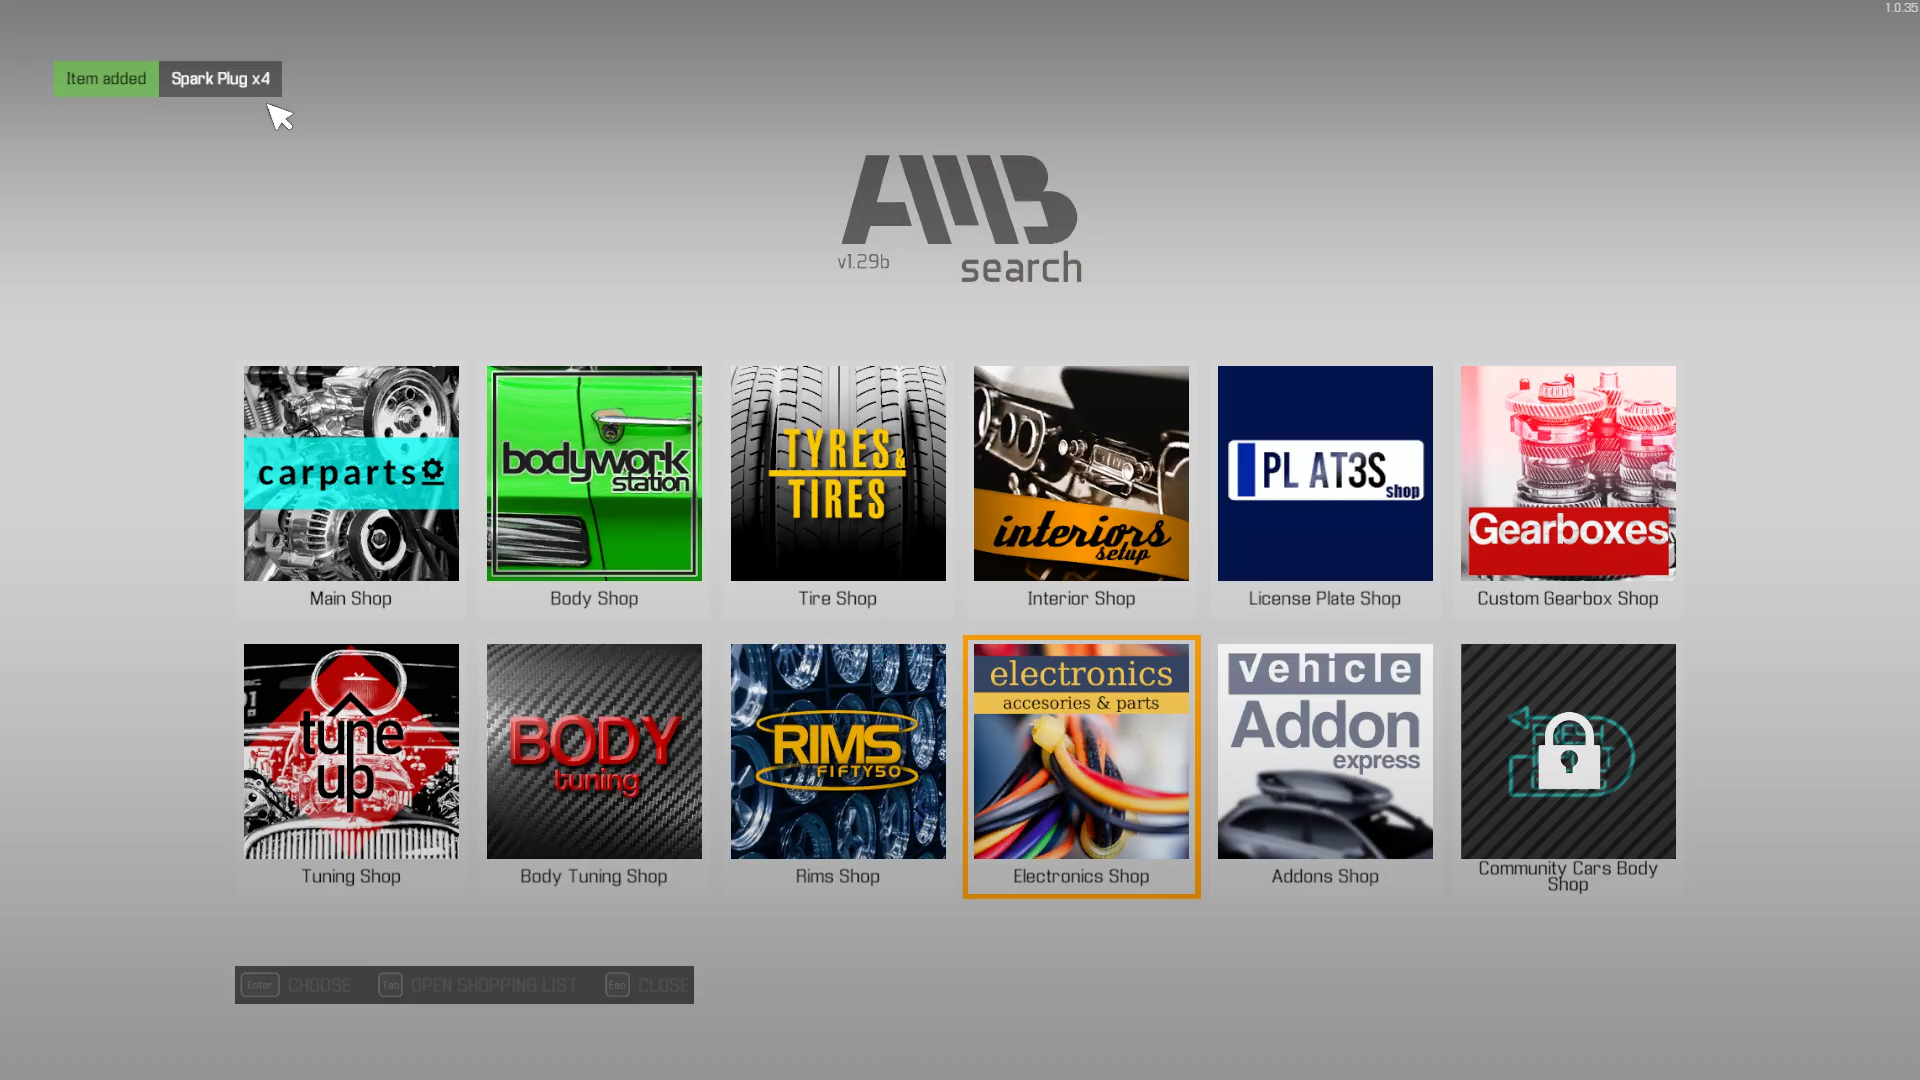 1.0.35
Item added Spark Plug x4
AMB
v1.29b
search
carparts
bodywork
station
TYRES &
TIRES
interiors
setup
PL AT3S
shop
Gearboxes
Main Shop
Body Shop
Tire Shop
Interior Shop
License Plate Shop
Custom Gearbox Shop
tune
up
BODY
tuning
RIMS
FIFTY50
electronics
accesories & parts
vehicle
Addon
express
Tuning Shop
Body Tuning Shop
Rims Shop
Electronics Shop
Addons Shop
Community Cars Body
Shop
Enter CHOOSE Tab OPEN SHOPPING LIST Esc CLOSE